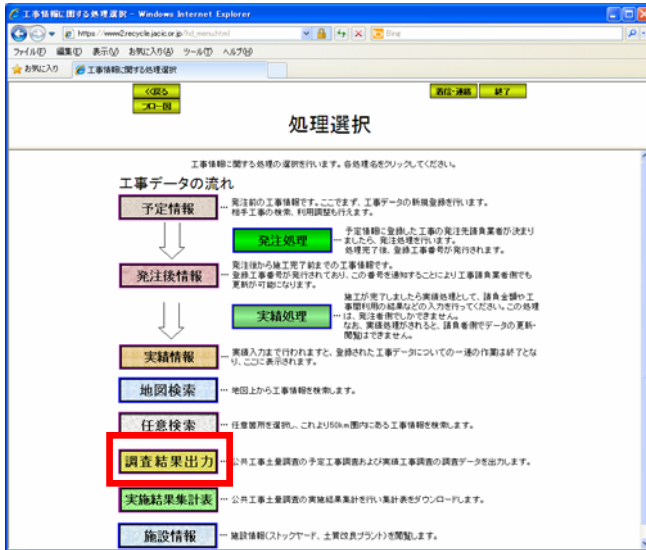 工事情報に関する処理選択 - Windows Internet Explorer
https://www2.recycle.jacic.or.jp/hd_menu.html
Bing
ファイル(F) 編集(E) 表示(V) お気に入り(A) ツール(T) ヘルプ(H)
お気に入り 工事情報に関する処理選択
<<戻る
フロー図
着信・連絡 終了
処理選択
工事情報に関する処理の選択を行います。各処理名をクリックしてください。
工事データの流れ
予定情報 … 発注前の工事情報です。ここでまず、工事データの新規登録を行います。
相手工事の検索、利用調整も行えます。
発注処理 … 予定情報に登録した工事の発注先請負業者が決まり
ましたら、発注処理を行います。
処理完了後、登録工事番号が発行されます。
発注後情報 … 発注後から施工完了前までの工事情報です。
登録工事番号が発行されており、この番号を通知することにより工事請負業者側でも
更新が可能になります。
実績処理 … 施工が完了しましたら実績処理として、請負金額や工
事間利用の結果などの入力を行ってください。この処理
は、発注者側でしかできません。
なお、実績処理がされると、請負者側でデータの更新・
閲覧はできません。
実績情報 … 実績入力まで行われますと、登録された工事データについての一連の作業は終了とな
り、ここに表示されます。
地図検索 … 地図上から工事情報を検索します。
任意検索 … 任意箇所を選択し、これより50km圏内にある工事情報を検索します。
調査結果出力 … 公共工事土量調査の予定工事調査および実績工事調査の調査データを出力します。
実施結果集計表 … 公共工事土量調査の実施結果集計を行い集計表をダウンロードします。
施設情報 … 施設情報(ストックヤード、土質改良プラント)を閲覧します。